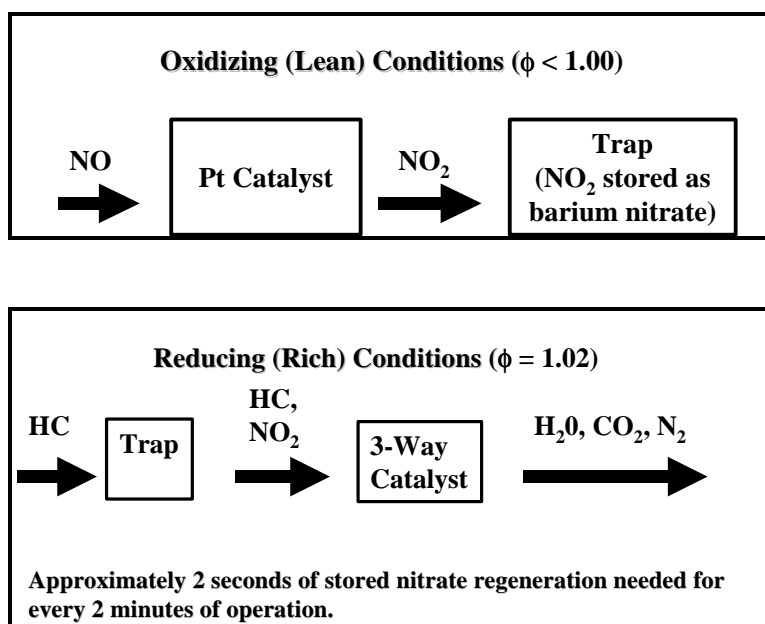 Oxidizing (Lean) Conditions (ϕ < 1.00)
NO
Pt Catalyst
NO₂
Trap
(NO₂ stored as
barium nitrate)
Reducing (Rich) Conditions (ϕ = 1.02)
HC
Trap
HC,
NO₂
3-Way
Catalyst
H₂0, CO₂, N₂
Approximately 2 seconds of stored nitrate regeneration needed for
every 2 minutes of operation.